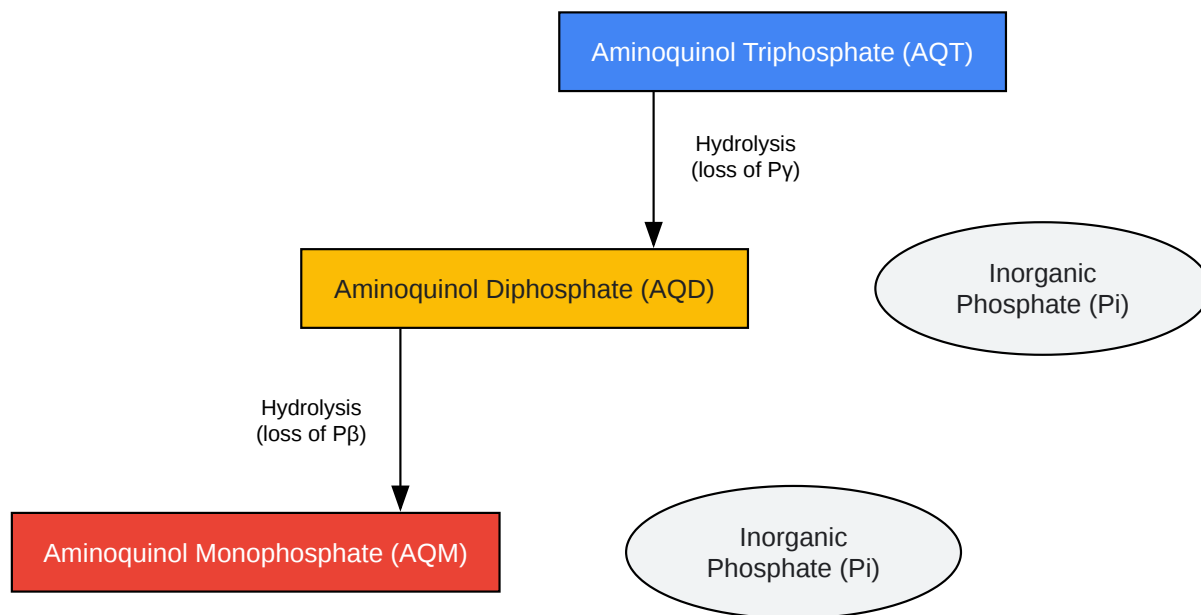 Aminoquinol Triphosphate (AQT)
Hydrolysis
(loss of Pγ)
Aminoquinol Diphosphate (AQD)
Inorganic
Phosphate (Pi)
Hydrolysis
(loss of Pβ)
Aminoquinol Monophosphate (AQM)
Inorganic
Phosphate (Pi)